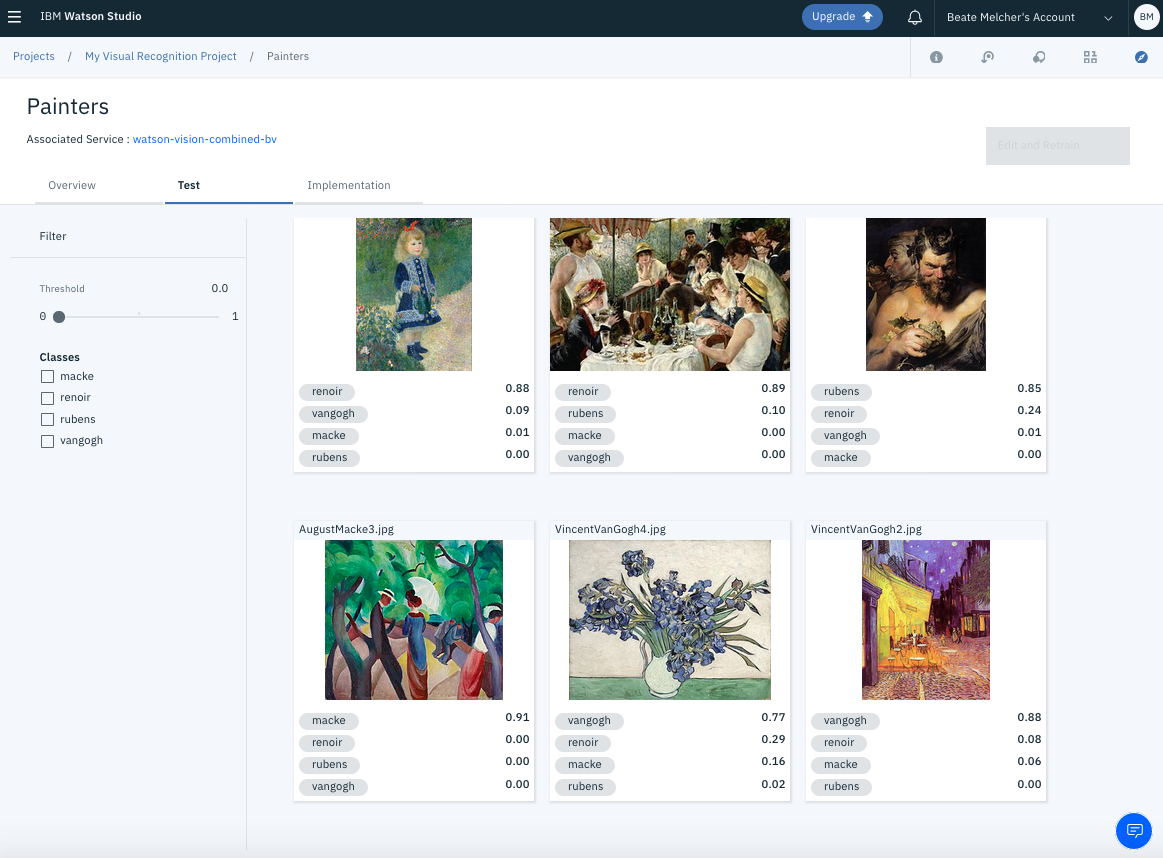 IBM Watson Studio
Upgrade
Beate Melcher's Account
BM
Projects / My Visual Recognition Project / Painters
Painters
Associated Service : watson-vision-combined-bv
Edit and Retrain
Overview
Test
Implementation
Filter
Threshold 0.0
0 1
Classes
macke
renoir
rubens
vangogh
renoir 0.88
vangogh 0.09
macke 0.01
rubens 0.00
renoir 0.89
rubens 0.10
macke 0.00
vangogh 0.00
rubens 0.85
renoir 0.24
vangogh 0.01
macke 0.00
AugustMacke3.jpg
macke 0.91
renoir 0.00
rubens 0.00
vangogh 0.00
VincentVanGogh4.jpg
vangogh 0.77
renoir 0.29
macke 0.16
rubens 0.02
VincentVanGogh2.jpg
vangogh 0.88
renoir 0.08
macke 0.06
rubens 0.00